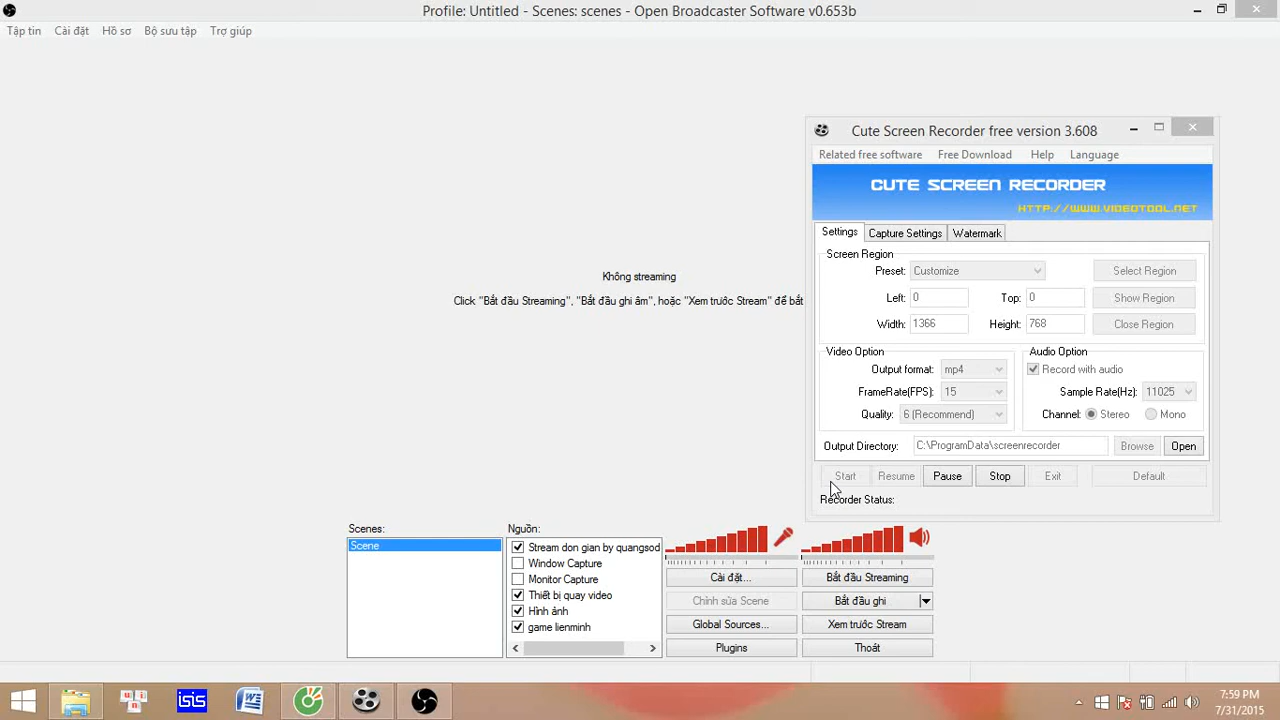 Profile: Untitled - Scenes: scenes - Open Broadcaster Software v0.653b
Tập tin Cài đặt Hồ sơ Bộ sưu tập Trợ giúp
Cute Screen Recorder free version 3.608
Related free software Free Download Help Language
CUTE SCREEN RECORDER
HTTP://WWW.VIDEOTOOL.NET
Settings Capture Settings Watermark
Screen Region
Preset: Customize Select Region
Left: 0 Top: 0 Show Region
Width: 1366 Height: 768 Close Region
Video Option Audio Option
Output format: mp4 Record with audio
FrameRate(FPS): 15 Sample Rate(Hz): 11025
Quality: 6 (Recommend) Channel: Stereo Mono
Output Directory: C:\ProgramData\screenrecorder Browse Open
Start Resume Pause Stop Exit Default
Recorder Status:
Không streaming
Click "Bắt đầu Streaming", "Bắt đầu ghi âm", hoặc "Xem trước Stream" để bắt
Scenes: Nguồn:
Scene
Stream don gian by quangsod
Window Capture
Monitor Capture
Thiết bị quay video
Hình ảnh
game lienminh
Cài đặt... Bắt đầu Streaming
Chỉnh sửa Scene Bắt đầu ghi
Global Sources... Xem trước Stream
Plugins Thoát
u i n isis W
7:59 PM
7/31/2015